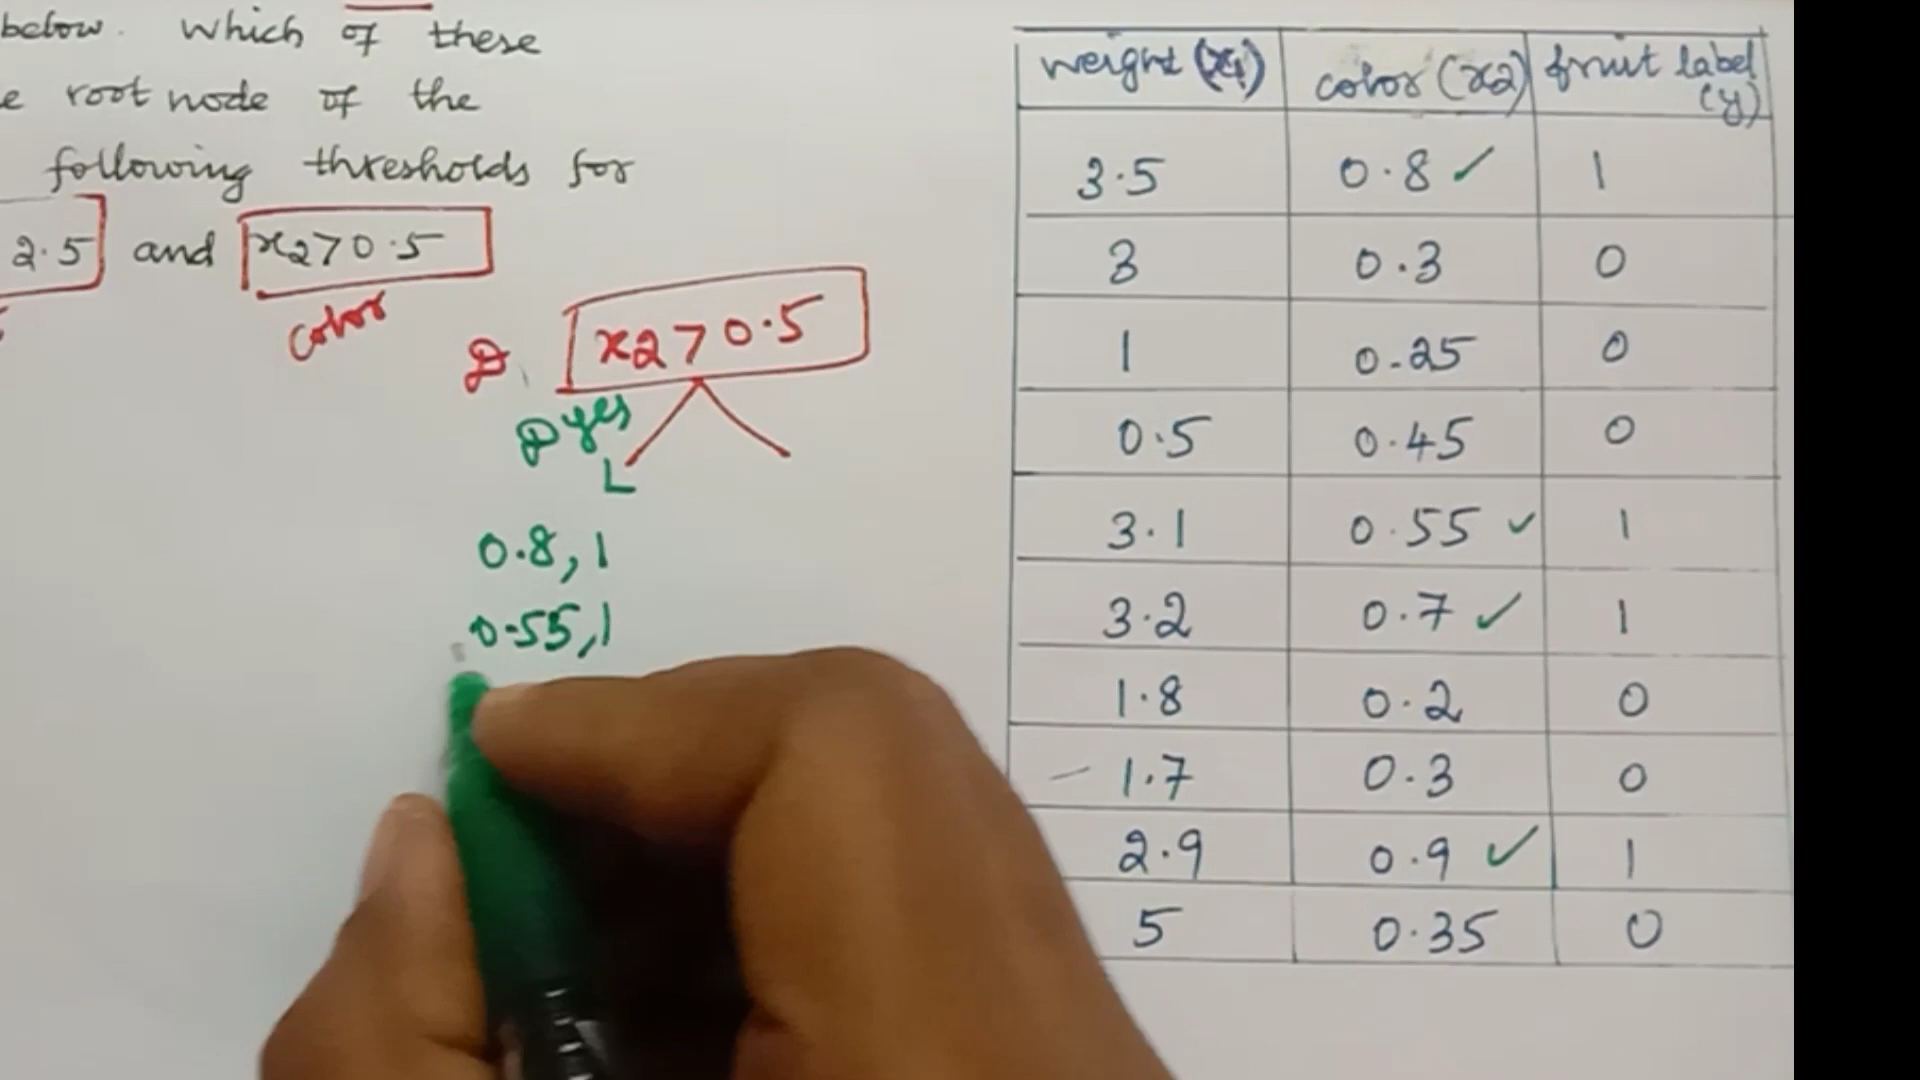 below. Which of these
e root node of the
following thresholds for
2.5 and x2>0.5
color
D x2>0.5
D yes
L
0.8, 1
0.55, 1
weight (x1) color (x2) fruit label (y)
3.5 0.8 ✓ 1
3 0.3 0
1 0.25 0
0.5 0.45 0
3.1 0.55 ✓ 1
3.2 0.7 ✓ 1
1.8 0.2 0
1.7 0.3 0
2.9 0.9 ✓ 1
5 0.35 0